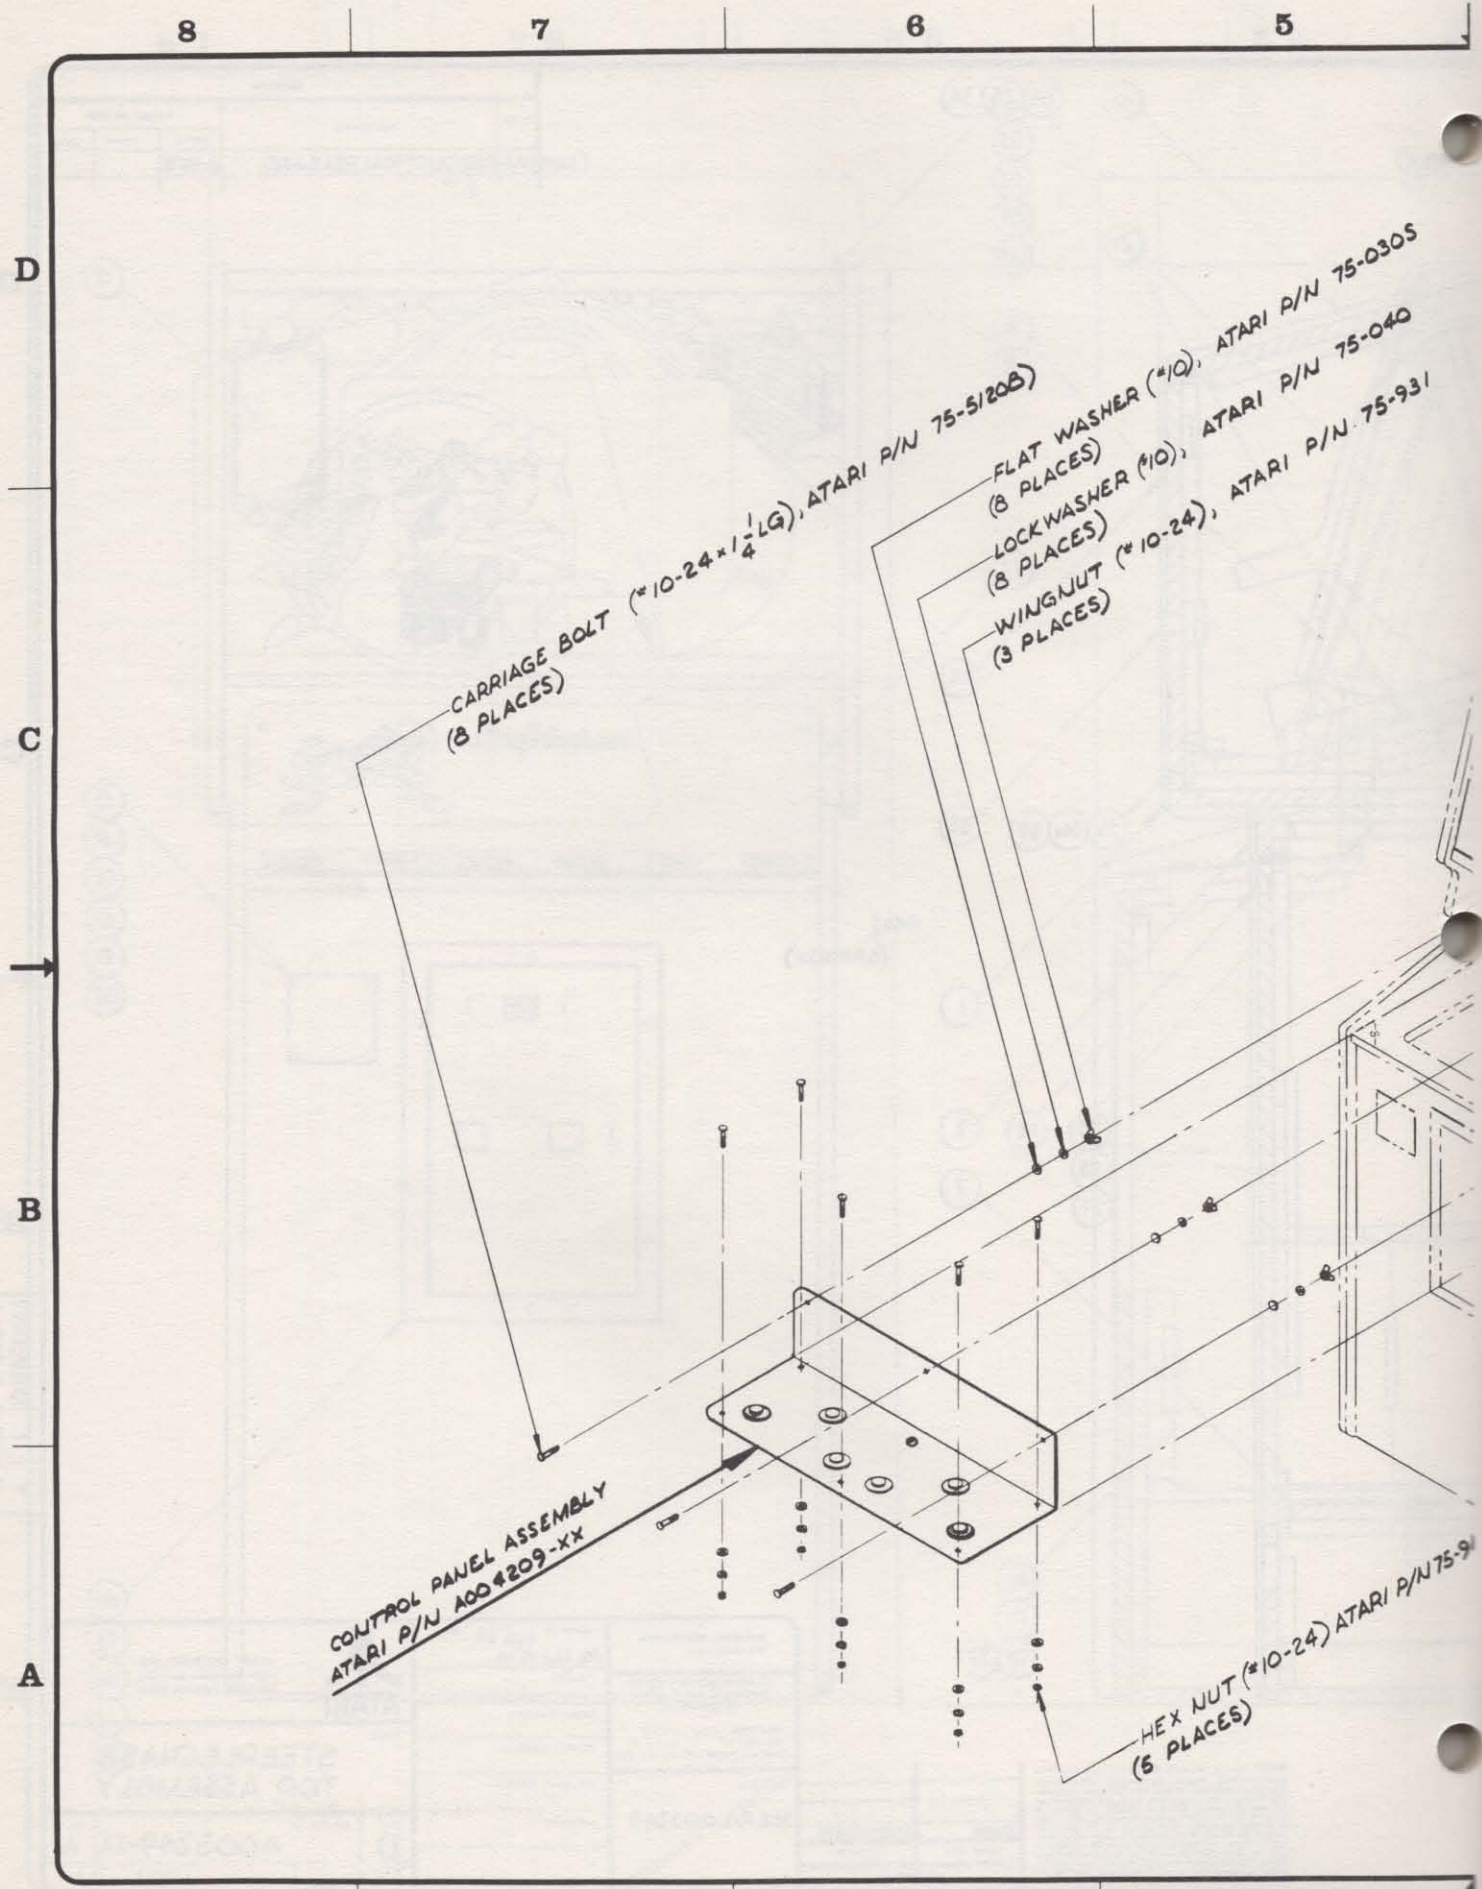 8 7 6 5
D
C
B
A
CARRIAGE BOLT (#10-24 x 1 1/4 LG), ATARI P/N 75-5120B)
(8 PLACES)
FLAT WASHER (#10), ATARI P/N 75-030S
(8 PLACES)
LOCKWASHER (#10), ATARI P/N 75-040
(8 PLACES)
WINGNUT (#10-24), ATARI P/N 75-931
(3 PLACES)
CONTROL PANEL ASSEMBLY
ATARI P/N A004209-XX
HEX NUT (#10-24) ATARI P/N 75-9
(5 PLACES)